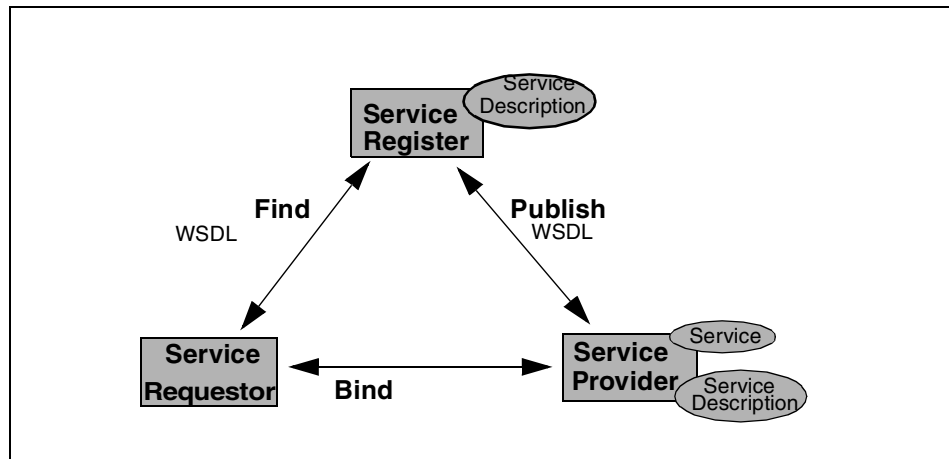 Service
Description
Service
Register
Find
WSDL
Publish
WSDL
Service
Requestor
Bind
Service
Provider
Service
Service
Description